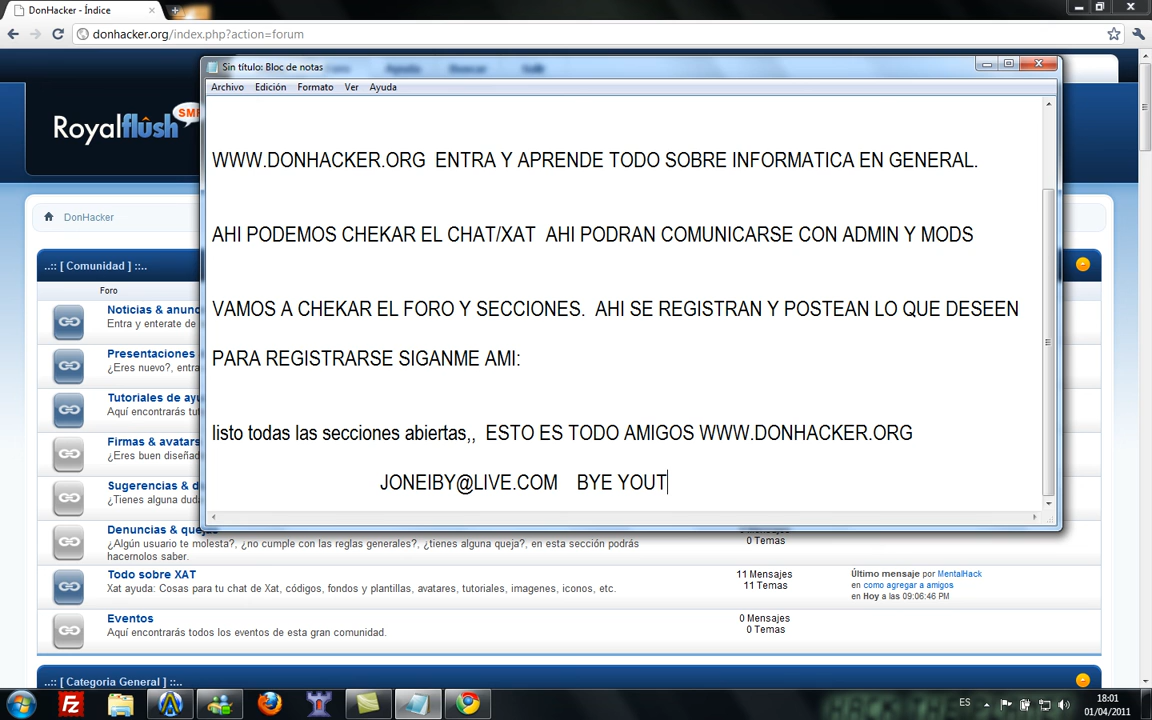 DonHacker - Índice
donhacker.org/index.php?action=forum
Sin título: Bloc de notas
Archivo Edición Formato Ver Ayuda
Royalflush SMF
WWW.DONHACKER.ORG ENTRA Y APRENDE TODO SOBRE INFORMATICA EN GENERAL.
AHI PODEMOS CHEKAR EL CHAT/XAT AHI PODRAN COMUNICARSE CON ADMIN Y MODS
VAMOS A CHEKAR EL FORO Y SECCIONES. AHI SE REGISTRAN Y POSTEAN LO QUE DESEEN
PARA REGISTRARSE SIGANME AMI:
listo todas las secciones abiertas,, ESTO ES TODO AMIGOS WWW.DONHACKER.ORG
JONEIBY@LIVE.COM BYE YOUT
DonHacker
..:: [ Comunidad ] ::..
Foro
Noticias & anunc
Entra y enterate de
Presentaciones
¿Eres nuevo?, entra
Tutoriales de ay
Aquí encontrarás tu
Firmas & avatars
¿Eres buen diseñad
Sugerencias & d
¿Tienes alguna dud
Denuncias & quejas
¿Algún usuario te molesta?, ¿no cumple con las reglas generales?, ¿tienes alguna queja?, en esta sección podrás
hacernolos saber.
0 Mensajes
0 Temas
Todo sobre XAT
Xat ayuda: Cosas para tu chat de Xat, códigos, fondos y plantillas, avatares, tutoriales, imagenes, iconos, etc.
11 Mensajes
11 Temas
Último mensaje por MentalHack
en como agregar a amigos
en Hoy a las 09:06:46 PM
Eventos
Aquí encontrarás todos los eventos de esta gran comunidad.
0 Mensajes
0 Temas
..:: [ Categoria General ] ::..
ES
18:01
01/04/2011